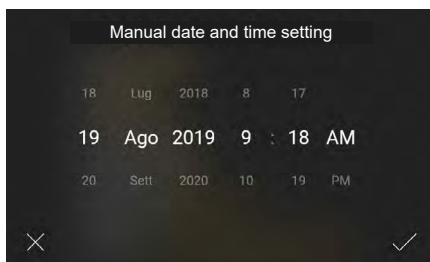 Manual date and time setting
18 Lug 2018 8 17
19 Ago 2019 9 : 18 AM
20 Sett 2020 10 19 PM